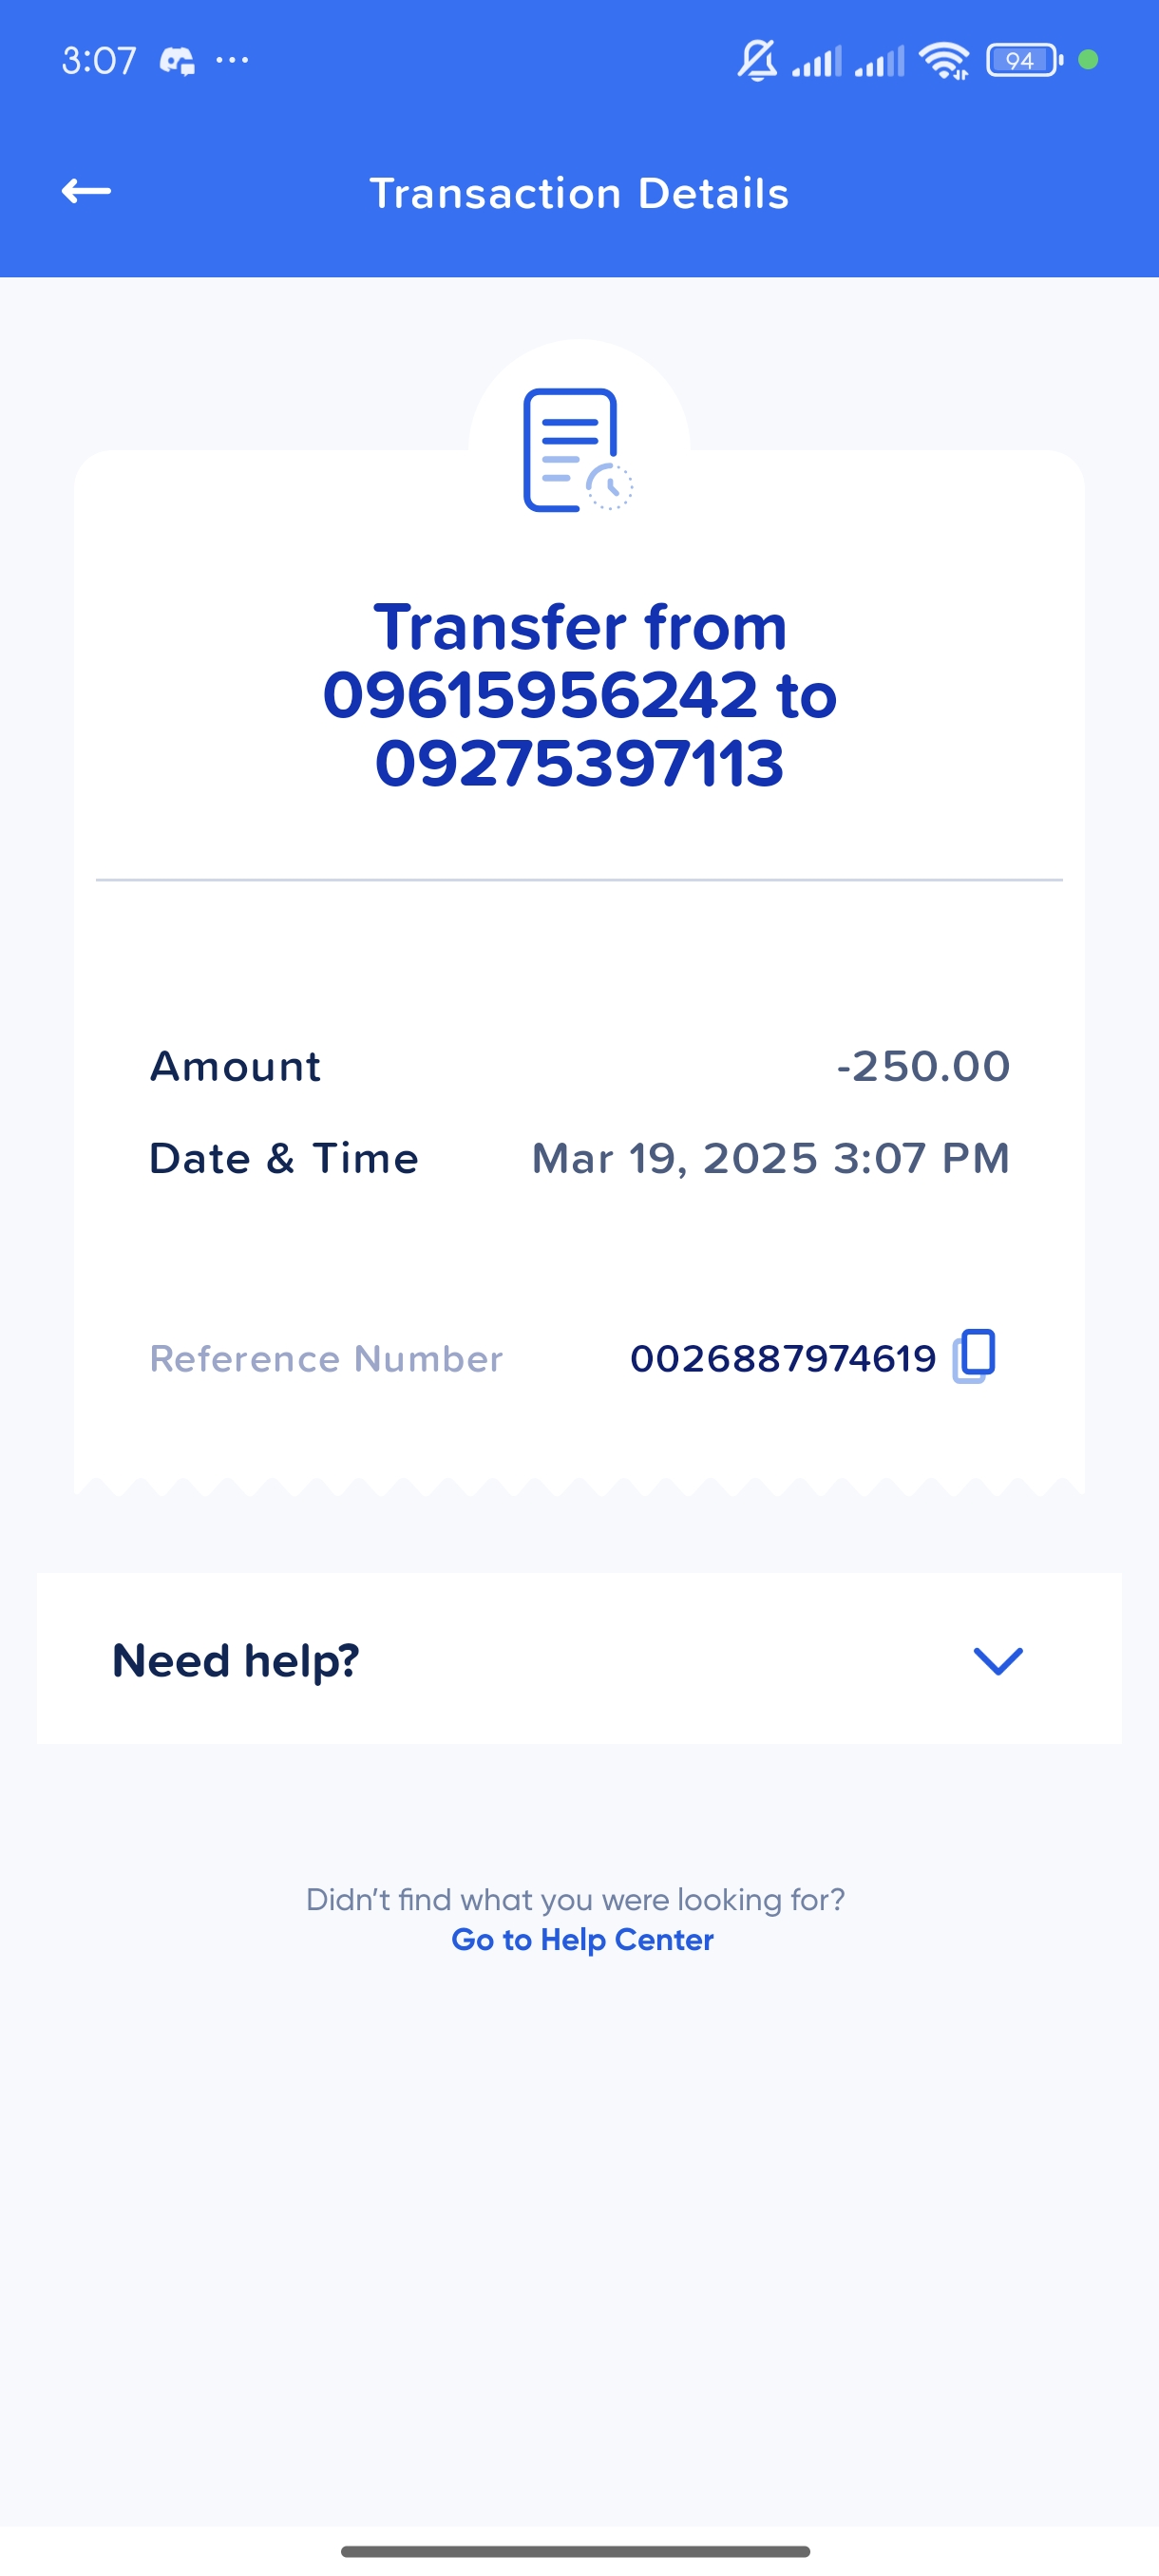 3:07 ...
94
Transaction Details
Transfer from
09615956242 to
09275397113
Amount -250.00
Date & Time Mar 19, 2025 3:07 PM
Reference Number 0026887974619
Need help?
Didn't find what you were looking for?
Go to Help Center